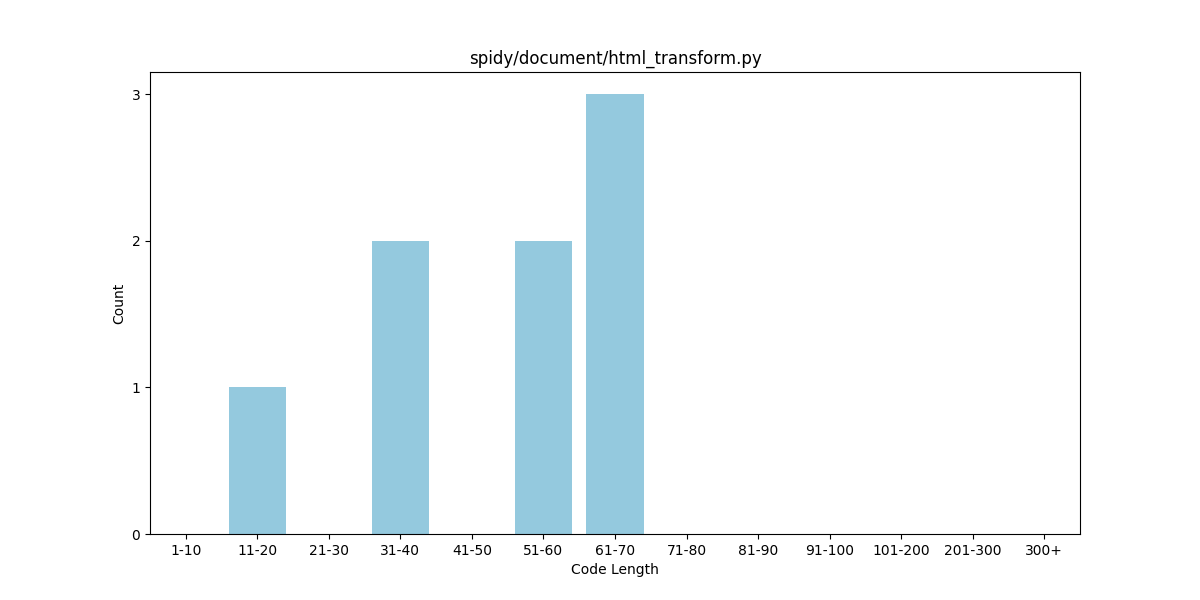 spidy/document/html_transform.py
3
2
1
0
Count
1-10 11-20 21-30 31-40 41-50 51-60 61-70 71-80 81-90 91-100 101-200 201-300 300+
Code Length